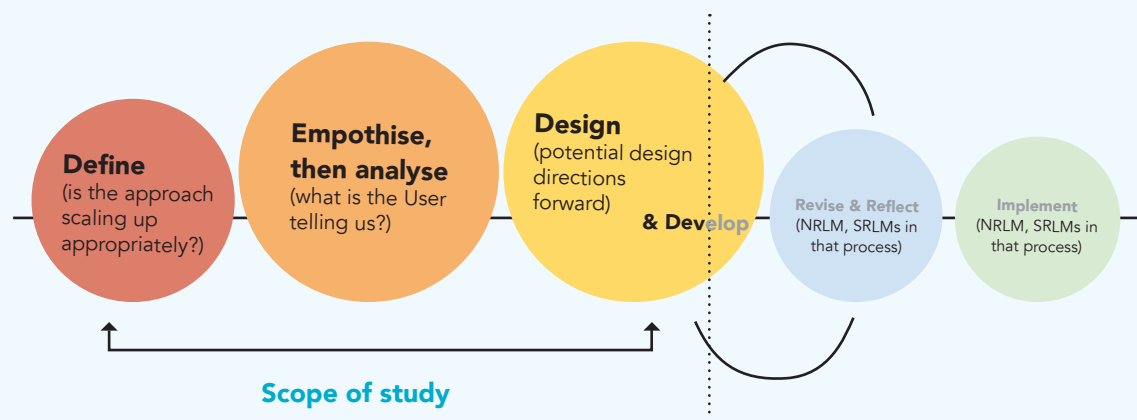 Define
(is the approach
scaling up
appropriately?)
Empothise,
then analyse
(what is the User
telling us?)
Design
(potential design
directions
forward)
& Develop
Revise & Reflect
(NRLM, SRLMs in
that process)
Implement
(NRLM, SRLMs in
that process)
Scope of study